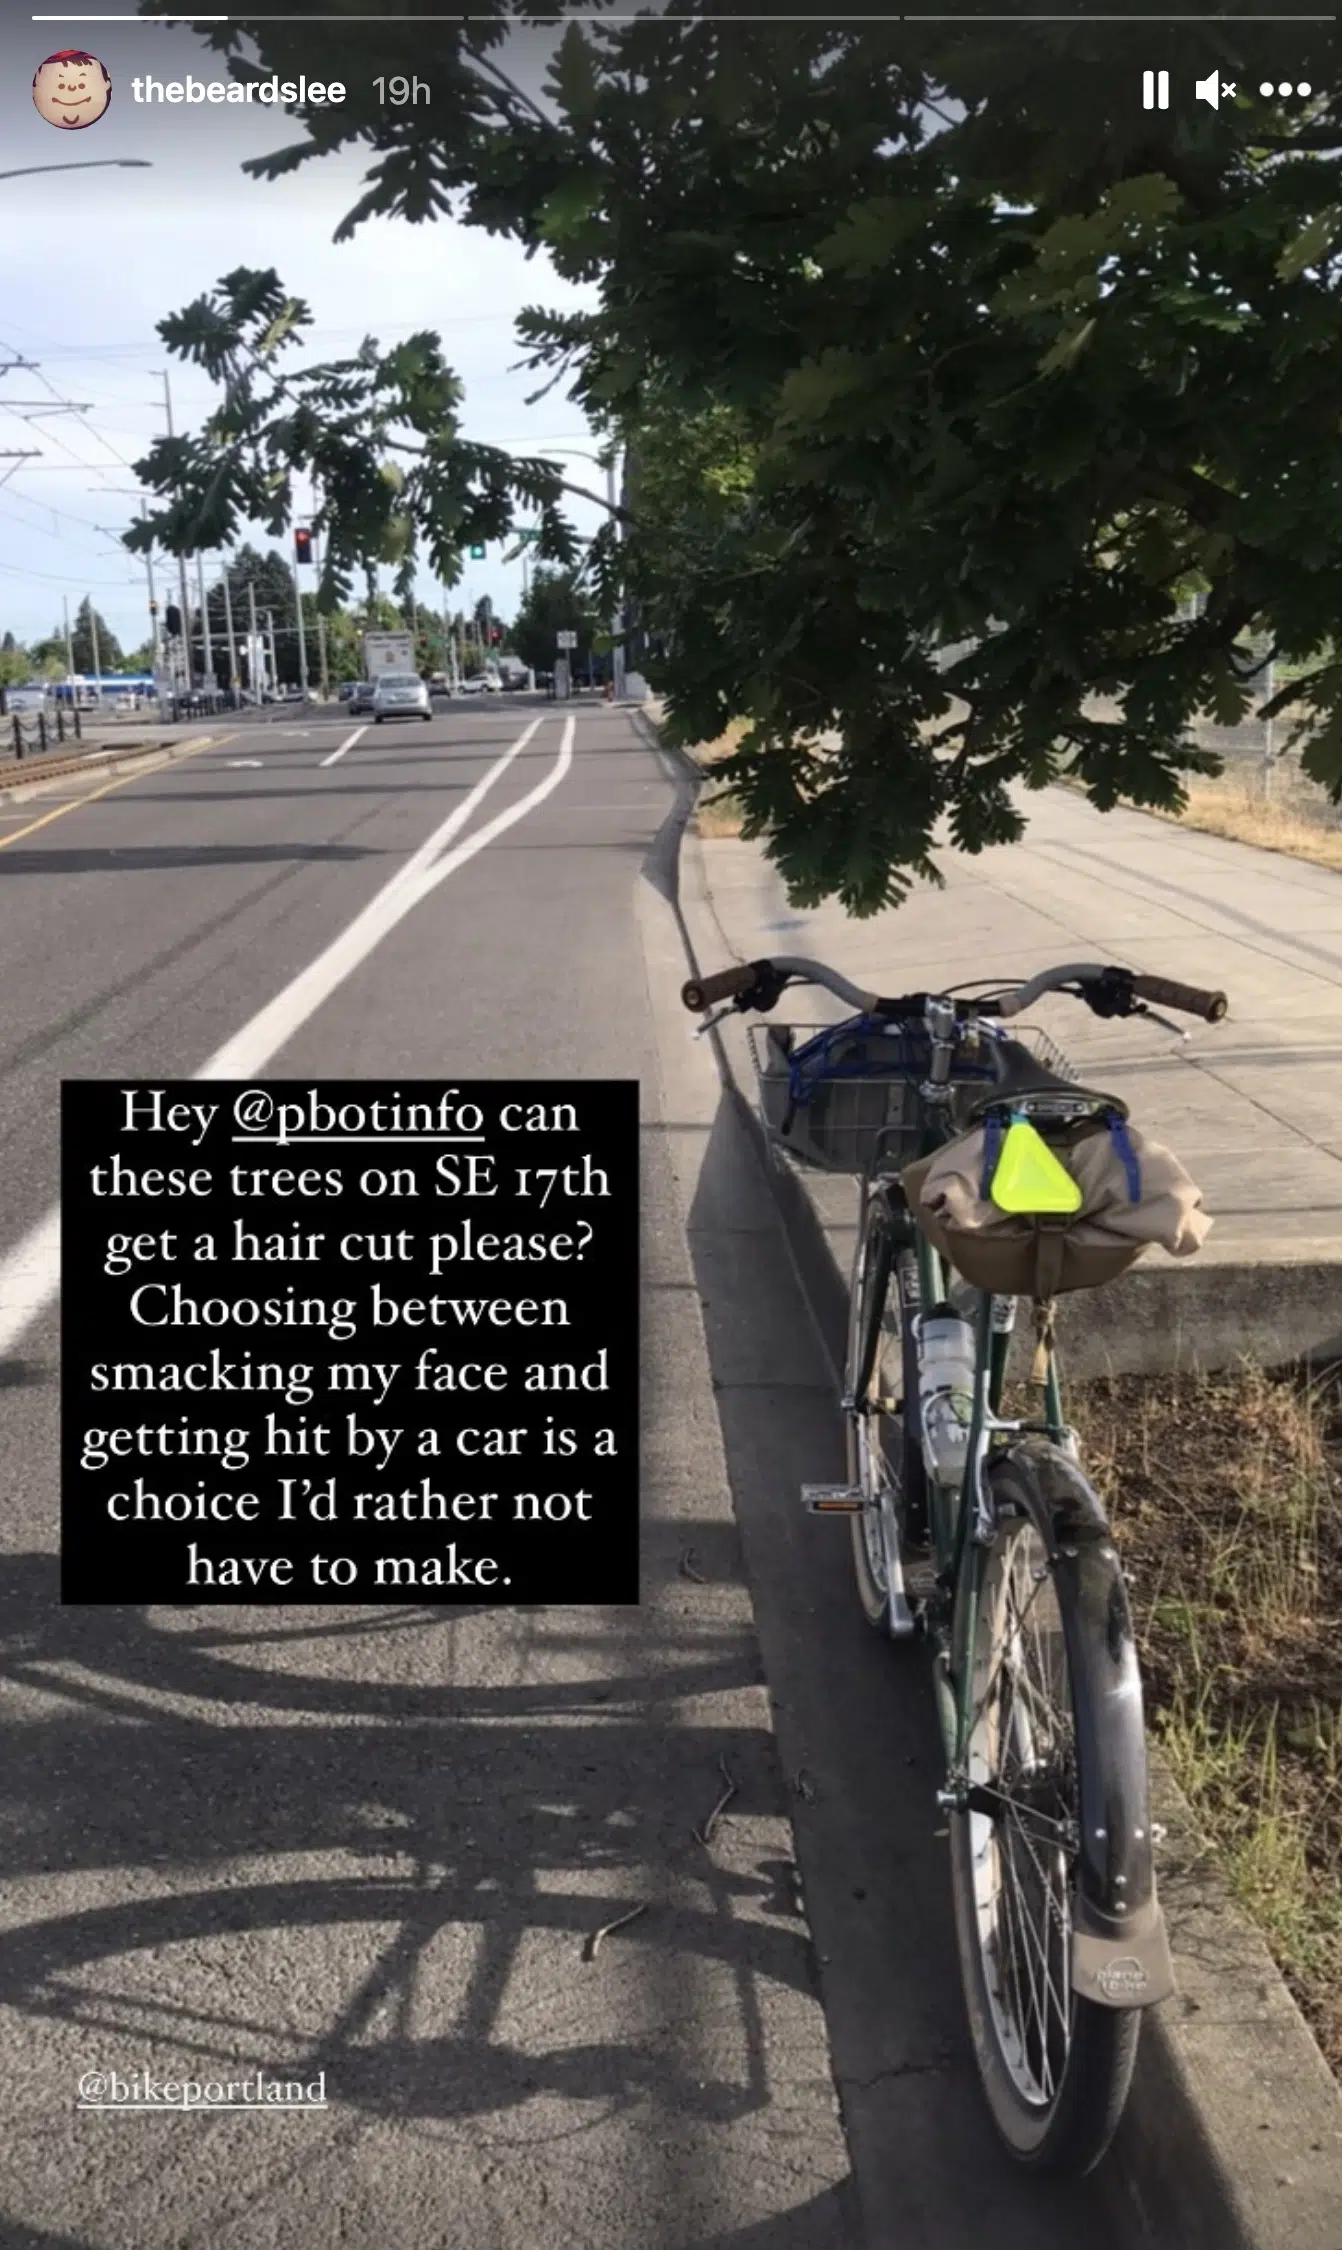 thebeardslee 19h
Hey @pbotinfo can
these trees on SE 17th
get a hair cut please?
Choosing between
smacking my face and
getting hit by a car is a
choice I’d rather not
have to make.
@bikeportland